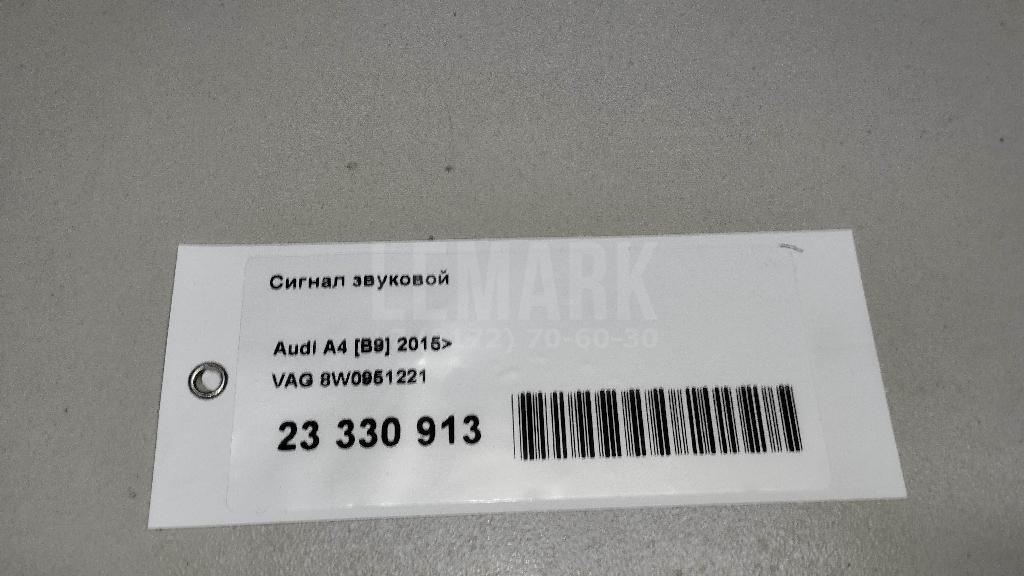 LEMARK
Сигнал звуковой
Audi A4 [B9] 2015>
72) 70-60-30
VAG 8W0951221
23 330 913